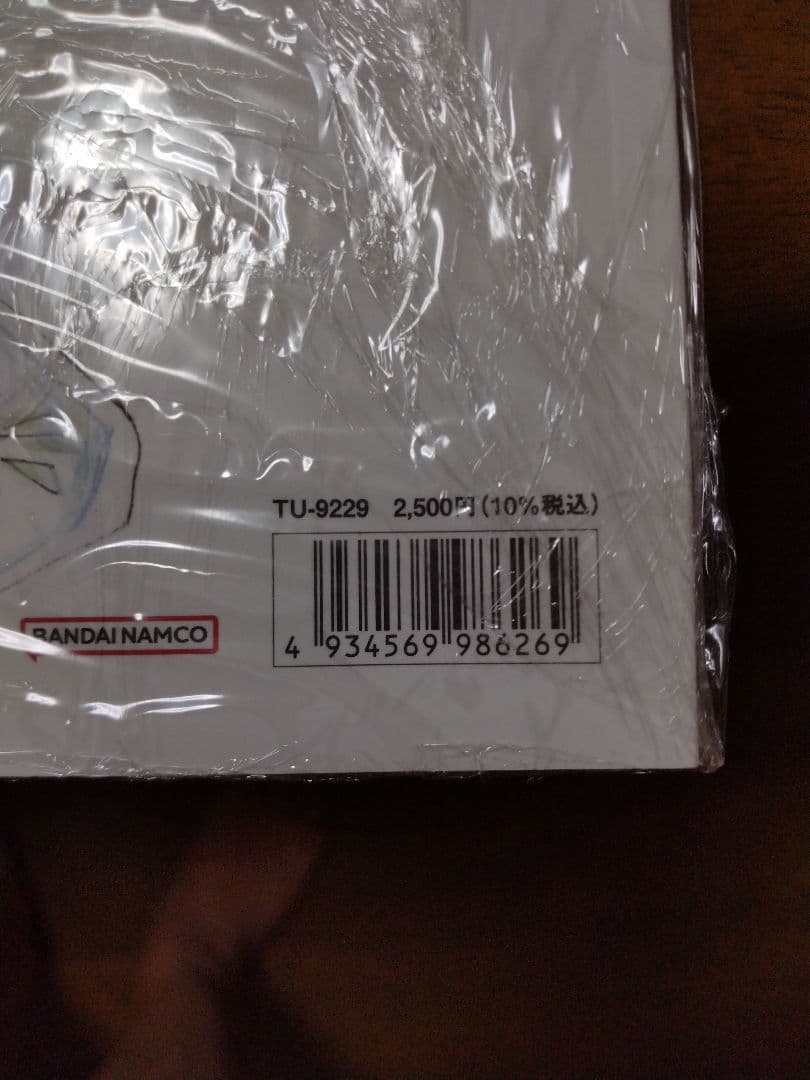 TU-9229 2,500円(10%税込)
BANDAI NAMCO
4 934569 986269